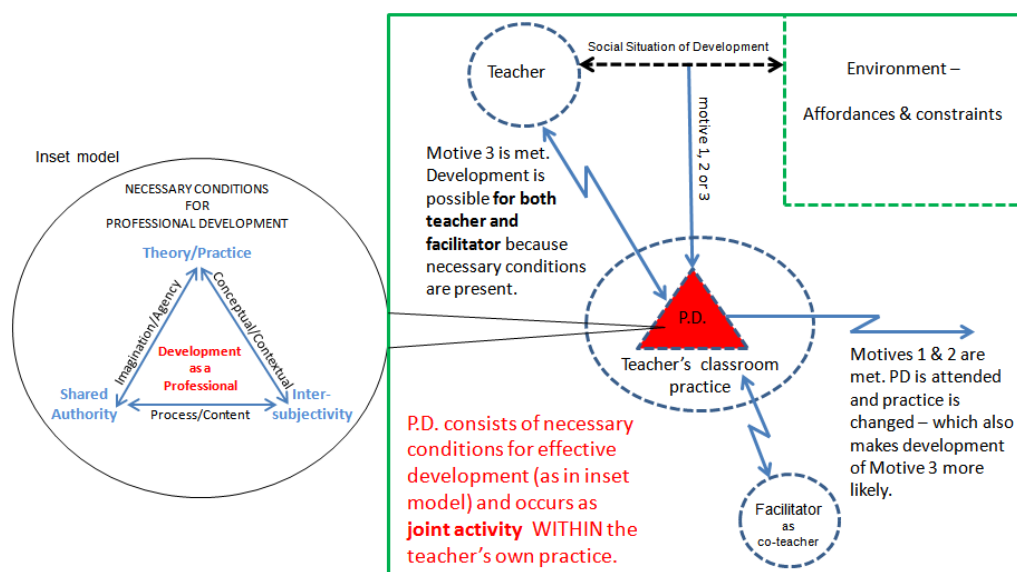 Inset model
NECESSARY CONDITIONS
FOR
PROFESSIONAL DEVELOPMENT
Theory/Practice
Imagination/Agency
Conceptual/Contextual
Development
as a
Professional
Shared
Authority
Process/Content
Inter-
subjectivity
Teacher
Social Situation of Development
Environment –
Affordances & constraints
motive 1, 2 or 3
Motive 3 is met.
Development is
possible for both
teacher and
facilitator because
necessary conditions
are present.
P.D.
Teacher's classroom
practice
Motives 1 & 2 are
met. PD is attended
and practice is
changed – which also
makes development
of Motive 3 more
likely.
P.D. consists of necessary
conditions for effective
development (as in inset
model) and occurs as
joint activity WITHIN the
teacher's own practice.
Facilitator
as
co-teacher